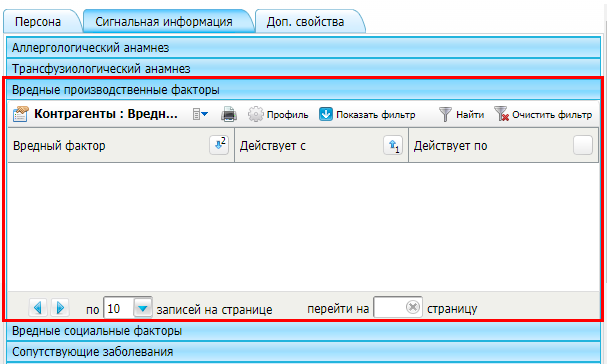 Персона Сигнальная информация Доп. свойства
Аллергологический анамнез
Трансфузиологический анамнез
Вредные производственные факторы
Контрагенты : Вредн... Профиль Показать фильтр Найти Очистить фильтр
Вредный фактор 2 Действует с 1 Действует по
по 10 записей на странице перейти на страницу
Вредные социальные факторы
Сопутствующие заболевания